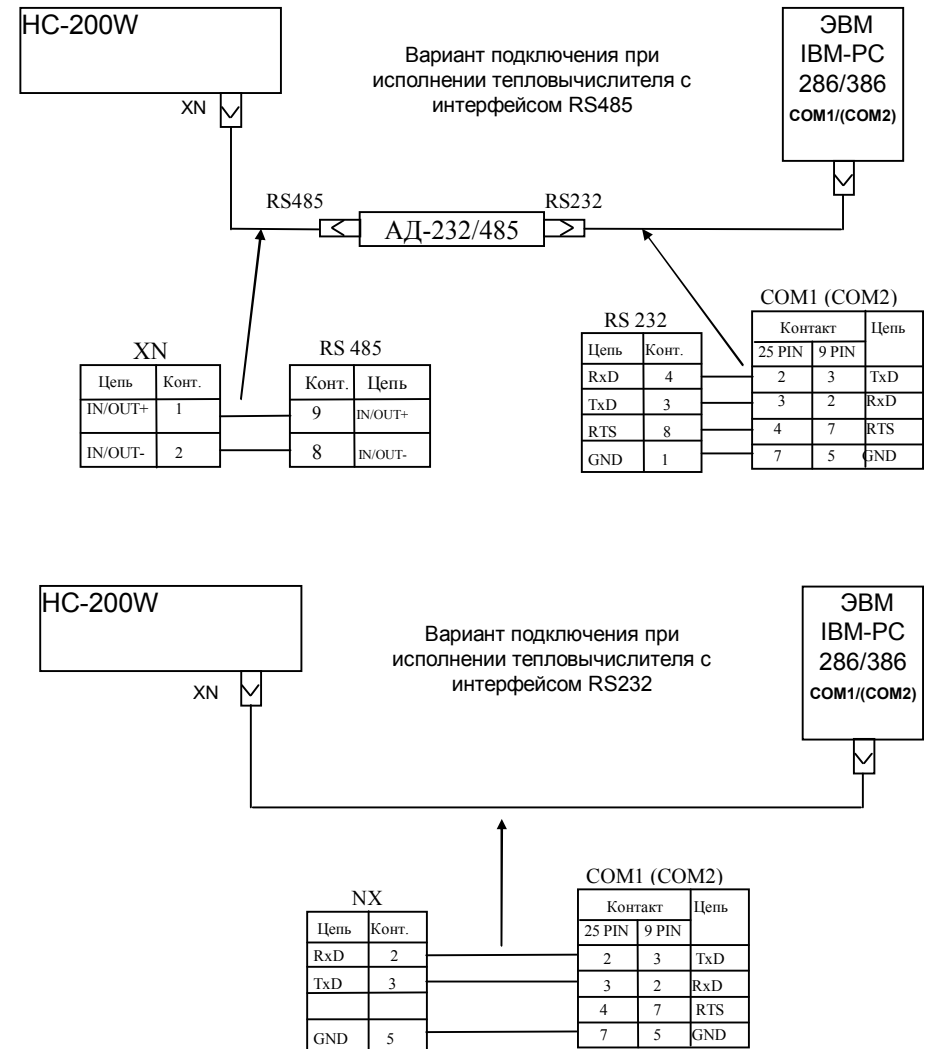 НС-200W
ЭВМ
IBM-PC
286/386
COM1/(COM2)
Вариант подключения при
исполнении тепловычислителя с
интерфейсом RS485
XN
RS485
АД-232/485
RS232
XN
Цепь Конт.
IN/OUT+ 1
IN/OUT- 2
RS 485
Конт. Цепь
9 IN/OUT+
8 IN/OUT-
RS 232
Цепь Конт.
RxD 4
TxD 3
RTS 8
GND 1
COM1 (COM2)
Контакт Цепь
25 PIN 9 PIN
2 3 TxD
3 2 RxD
4 7 RTS
7 5 GND
НС-200W
ЭВМ
IBM-PC
286/386
COM1/(COM2)
Вариант подключения при
исполнении тепловычислителя с
интерфейсом RS232
XN
NX
Цепь Конт.
RxD 2
TxD 3
GND 5
COM1 (COM2)
Контакт Цепь
25 PIN 9 PIN
2 3 TxD
3 2 RxD
4 7 RTS
7 5 GND